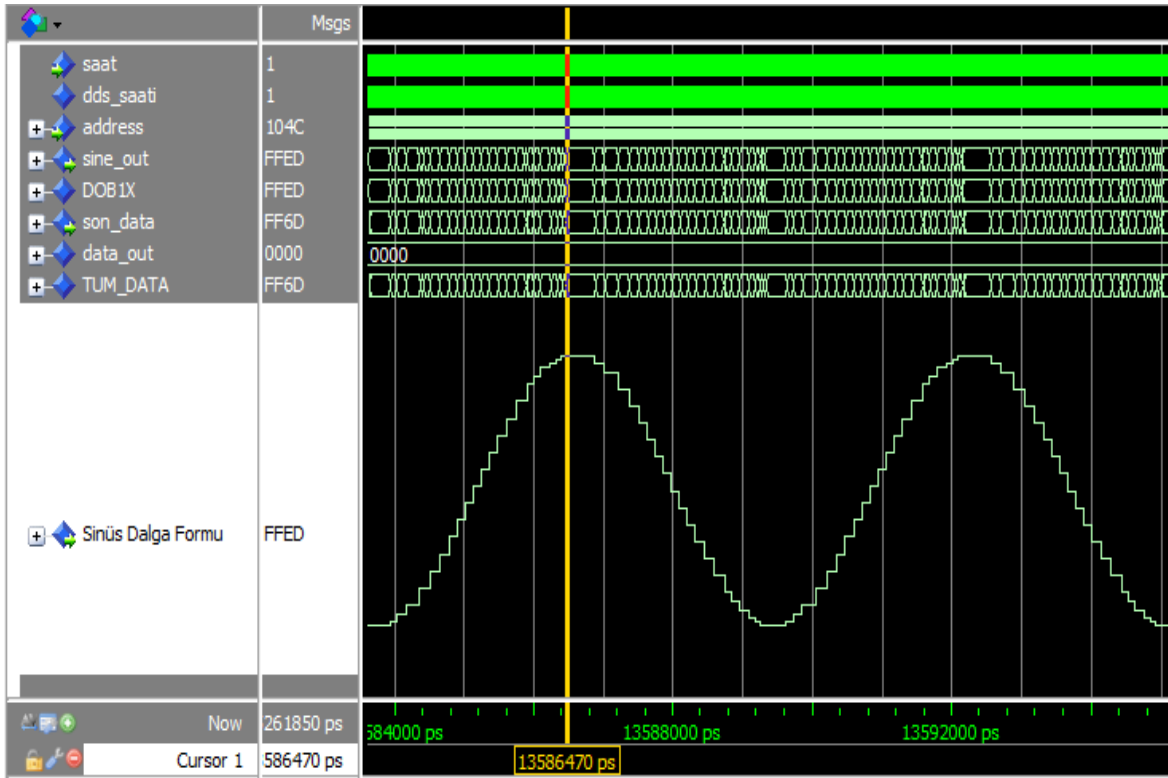 Msgs
saat 1
dds_saati 1
address 104C
sine_out FFED
DOB1X FFED
son_data FF6D
data_out 0000 0000
TUM_DATA FF6D
Sinüs Dalga Formu FFED
Now 261850 ps 584000 ps 13588000 ps 13592000 ps
Cursor 1 586470 ps 13586470 ps